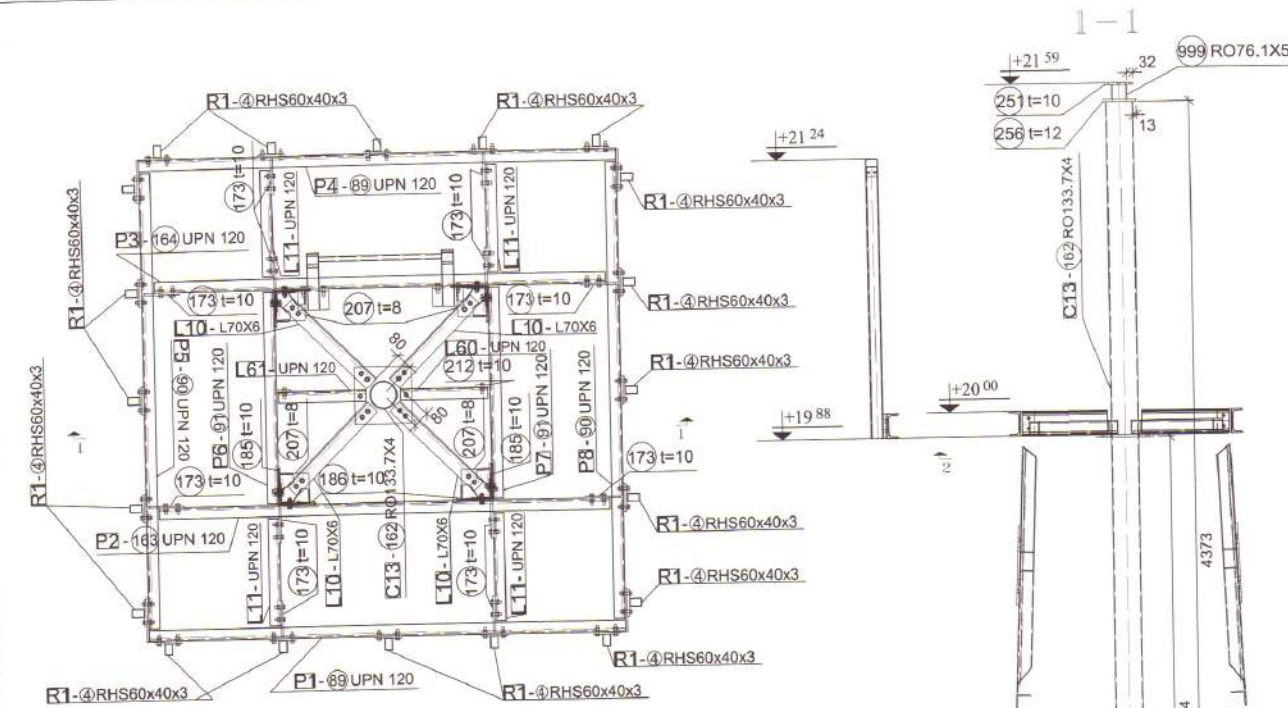 1-1
+21 59
32
999 RO76.1X5
251 t=10
256 t=12
13
R1-④RHS60x40x3
R1-④RHS60x40x3
+21 24
173 t=10
P4-89 UPN 120
L11-UPN 120
173 t=10
L11-UPN 120
R1-④RHS60x40x3
R1-④RHS60x40x3
P3-164 UPN 120
C13-162 RO133.7X4
173 t=10
207 t=8
173 t=10
R1-④RHS60x40x3
L10-L70X6
80
L10-L70X6
L60-UPN 120
L61-UPN 120
212 t=10
R1-④RHS60x40x3
P5-90 UPN 120
P6-91 UPN 120
185 t=10
207 t=8
80
207 t=8
185 t=10
P7-91 UPN 120
P8-90 UPN 120
+20 00
+19 88
1
1
2
R1-④RHS60x40x3
173 t=10
186 t=10
173 t=10
R1-④RHS60x40x3
P2-163 UPN 120
L11-UPN 120
173 t=10
L10-L70X6
C13-162 RO133.7X4
L10-L70X6
173 t=10
L11-UPN 120
4373
R1-④RHS60x40x3
R1-④RHS60x40x3
P1-89 UPN 120
R1-④RHS60x40x3
R1-④RHS60x40x3
4